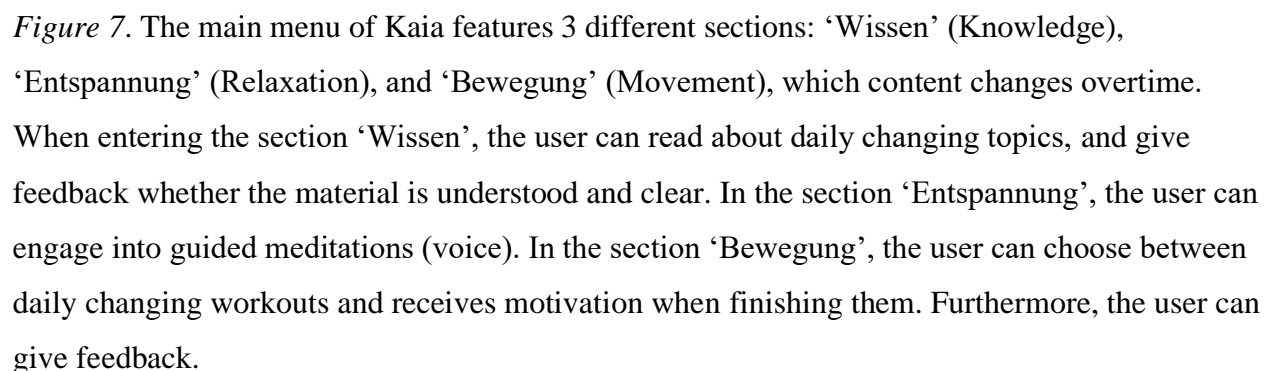 Figure 7. The main menu of Kaia features 3 different sections: ‘Wissen’ (Knowledge),
‘Entspannung’ (Relaxation), and ‘Bewegung’ (Movement), which content changes overtime.
When entering the section ‘Wissen’, the user can read about daily changing topics, and give
feedback whether the material is understood and clear. In the section ‘Entspannung’, the user can
engage into guided meditations (voice). In the section ‘Bewegung’, the user can choose between
daily changing workouts and receives motivation when finishing them. Furthermore, the user can
give feedback.